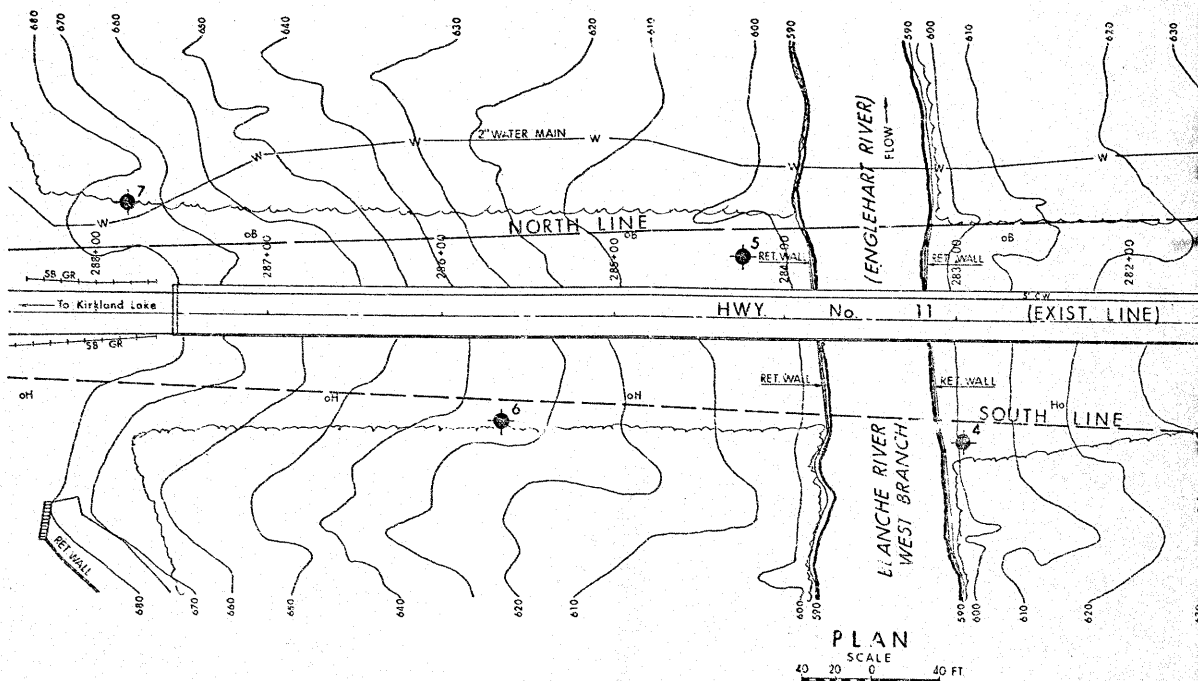 680
670
660
650
640
630
620
610
600
590
590
600
610
620
630
2" WATER MAIN
W
W
W
W
W
W
W
(ENGLEHART RIVER)
FLOW
7
NORTH LINE
oB
oB
oB
5
288+00
287+00
286+00
285+00
284+00
283+00
282+00
RET. WALL
RET. WALL
SB GR
To Kirkland Lake
HWY No. 11 (EXIST. LINE)
5' CW
SB GR
RET. WALL
RET. WALL
oH
oH
oH
Ho
SOUTH LINE
6
4
BLANCHE RIVER
WEST BRANCH
RET. WALL
680
670
660
650
640
620
610
600
590
590
600
610
620
PLAN
SCALE
40 20 0 40 FT.